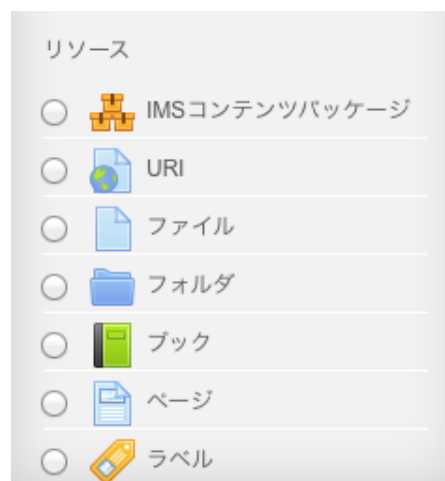 リソース
IMSコンテンツパッケージ
URI
ファイル
フォルダ
ブック
ページ
ラベル